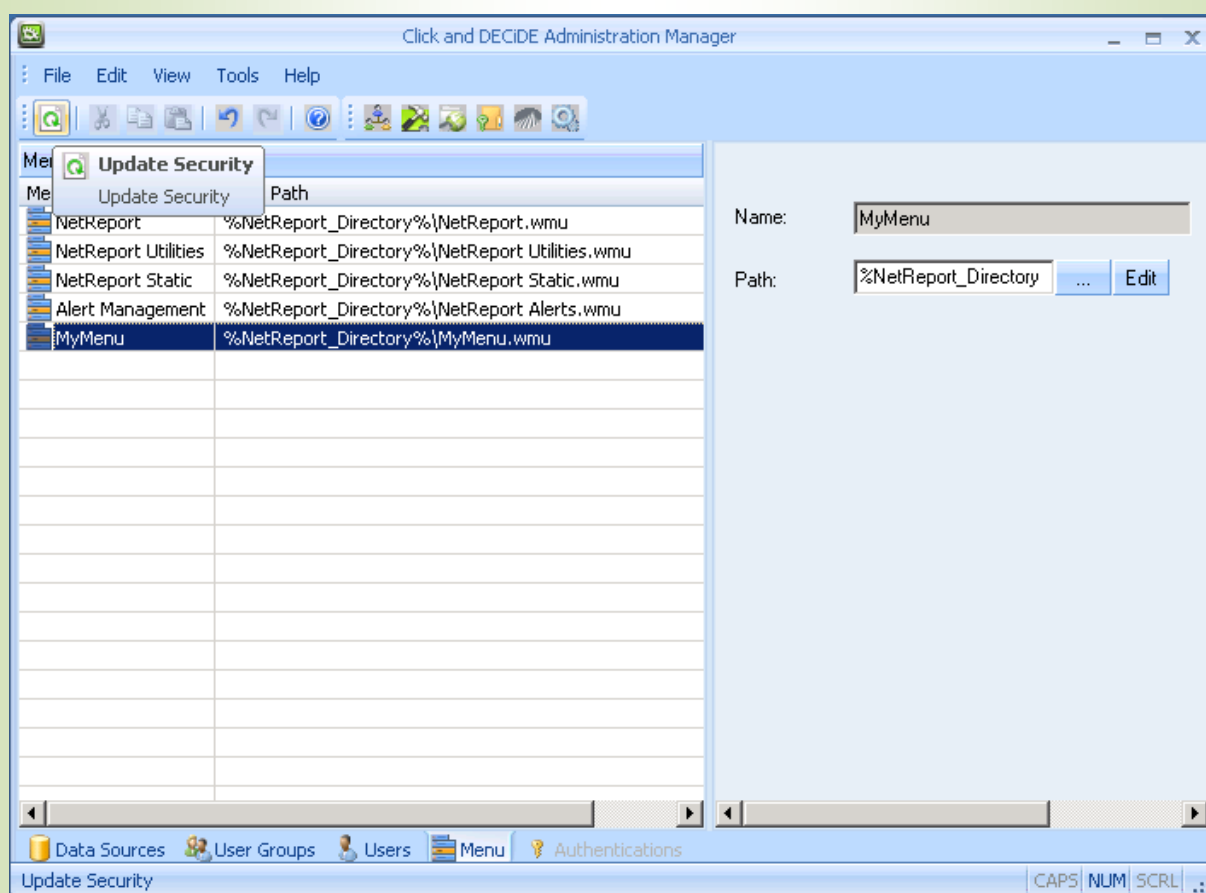 Click and DECiDE Administration Manager
File Edit View Tools Help
Update Security
Update Security
Path
NetReport %NetReport_Directory%\NetReport.wmu
NetReport Utilities %NetReport_Directory%\NetReport Utilities.wmu
NetReport Static %NetReport_Directory%\NetReport Static.wmu
Alert Management %NetReport_Directory%\NetReport Alerts.wmu
MyMenu %NetReport_Directory%\MyMenu.wmu
Name: MyMenu
Path: %NetReport_Directory ... Edit
Data Sources User Groups Users Menu Authentications
Update Security CAPS NUM SCRL